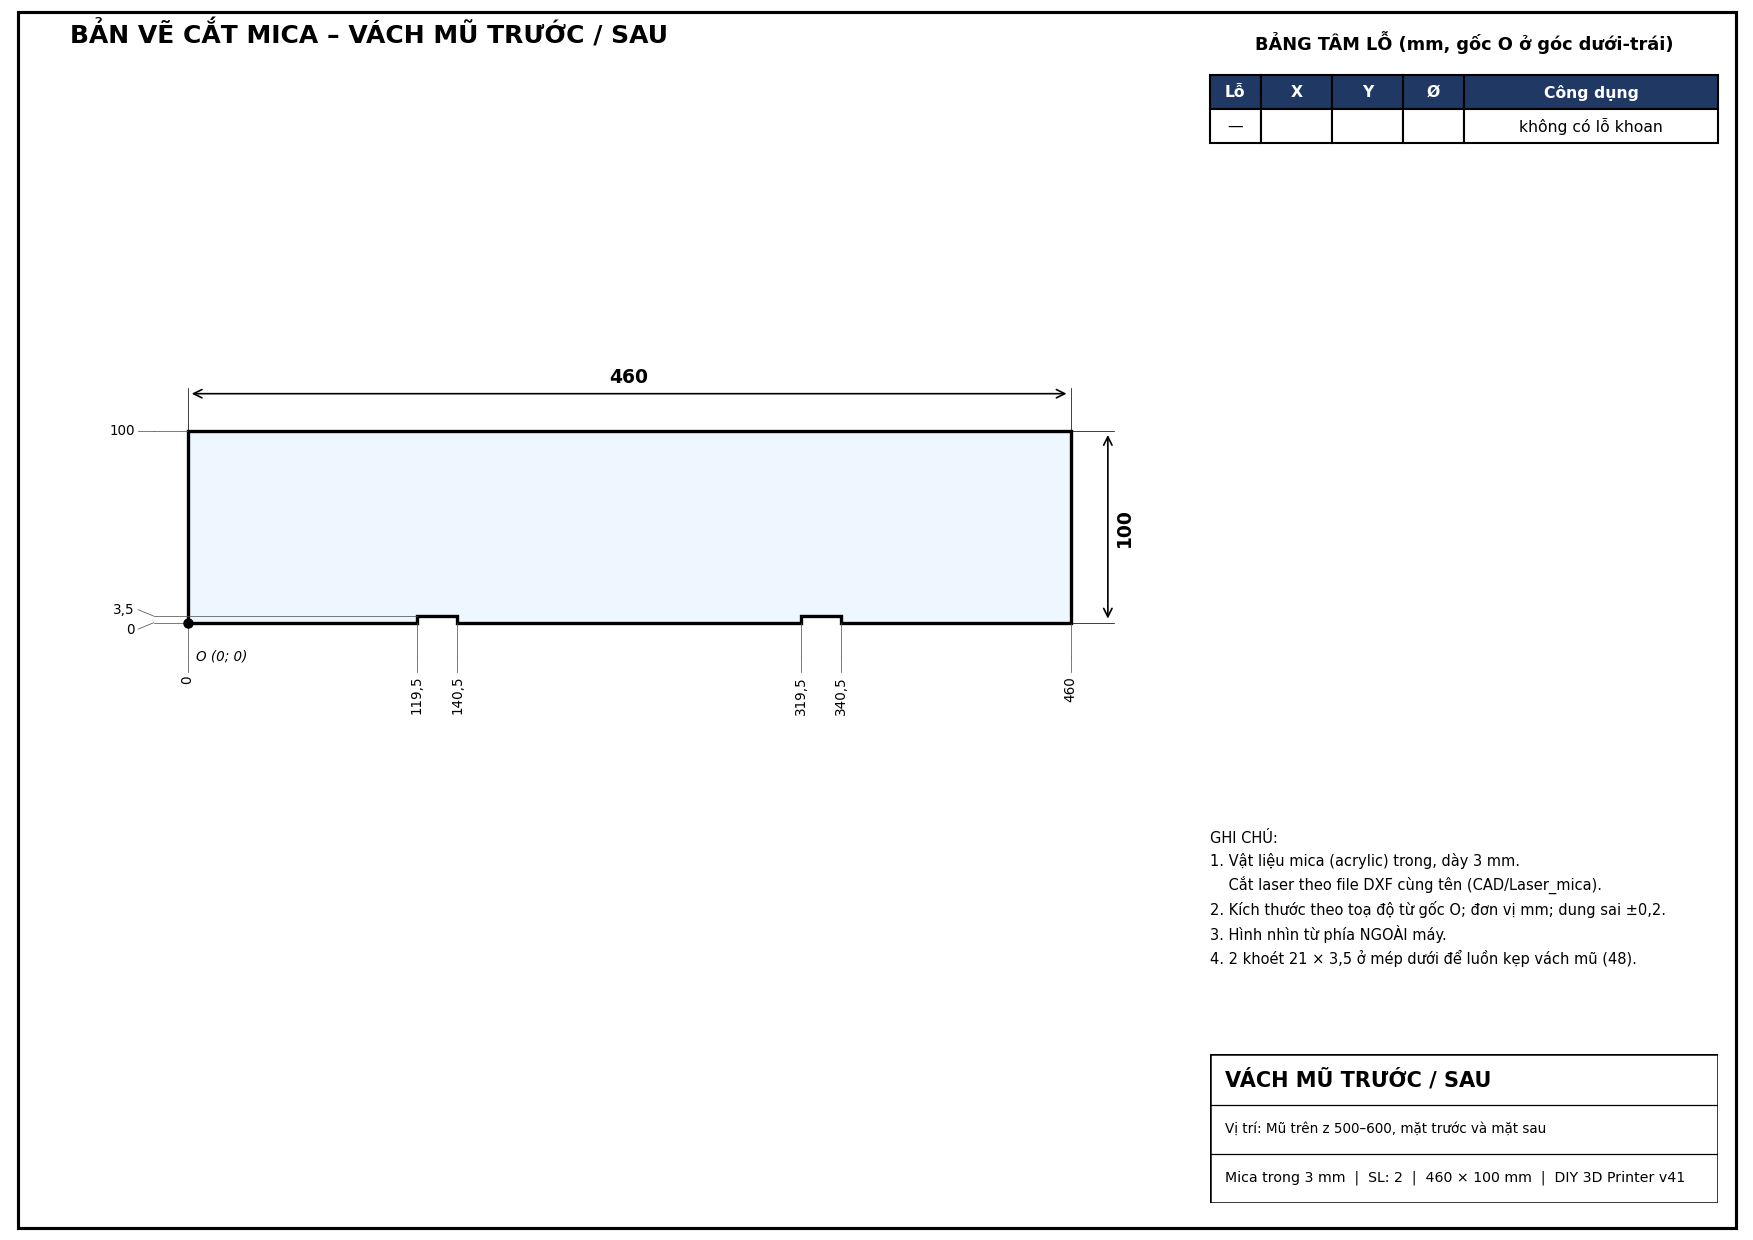 BẢN VẼ CẮT MICA – VÁCH MŨ TRƯỚC / SAU
BẢNG TÂM LỖ (mm, gốc O ở góc dưới-trái)
Lỗ X Y Ø Công dụng
— không có lỗ khoan
460
100
100
3,5
0
O (0; 0)
0
119,5
140,5
319,5
340,5
460
GHI CHÚ:
1. Vật liệu mica (acrylic) trong, dày 3 mm.
Cắt laser theo file DXF cùng tên (CAD/Laser_mica).
2. Kích thước theo toạ độ từ gốc O; đơn vị mm; dung sai ±0,2.
3. Hình nhìn từ phía NGOÀI máy.
4. 2 khoét 21 × 3,5 ở mép dưới để luồn kẹp vách mũ (48).
VÁCH MŨ TRƯỚC / SAU
Vị trí: Mũ trên z 500–600, mặt trước và mặt sau
Mica trong 3 mm | SL: 2 | 460 × 100 mm | DIY 3D Printer v41